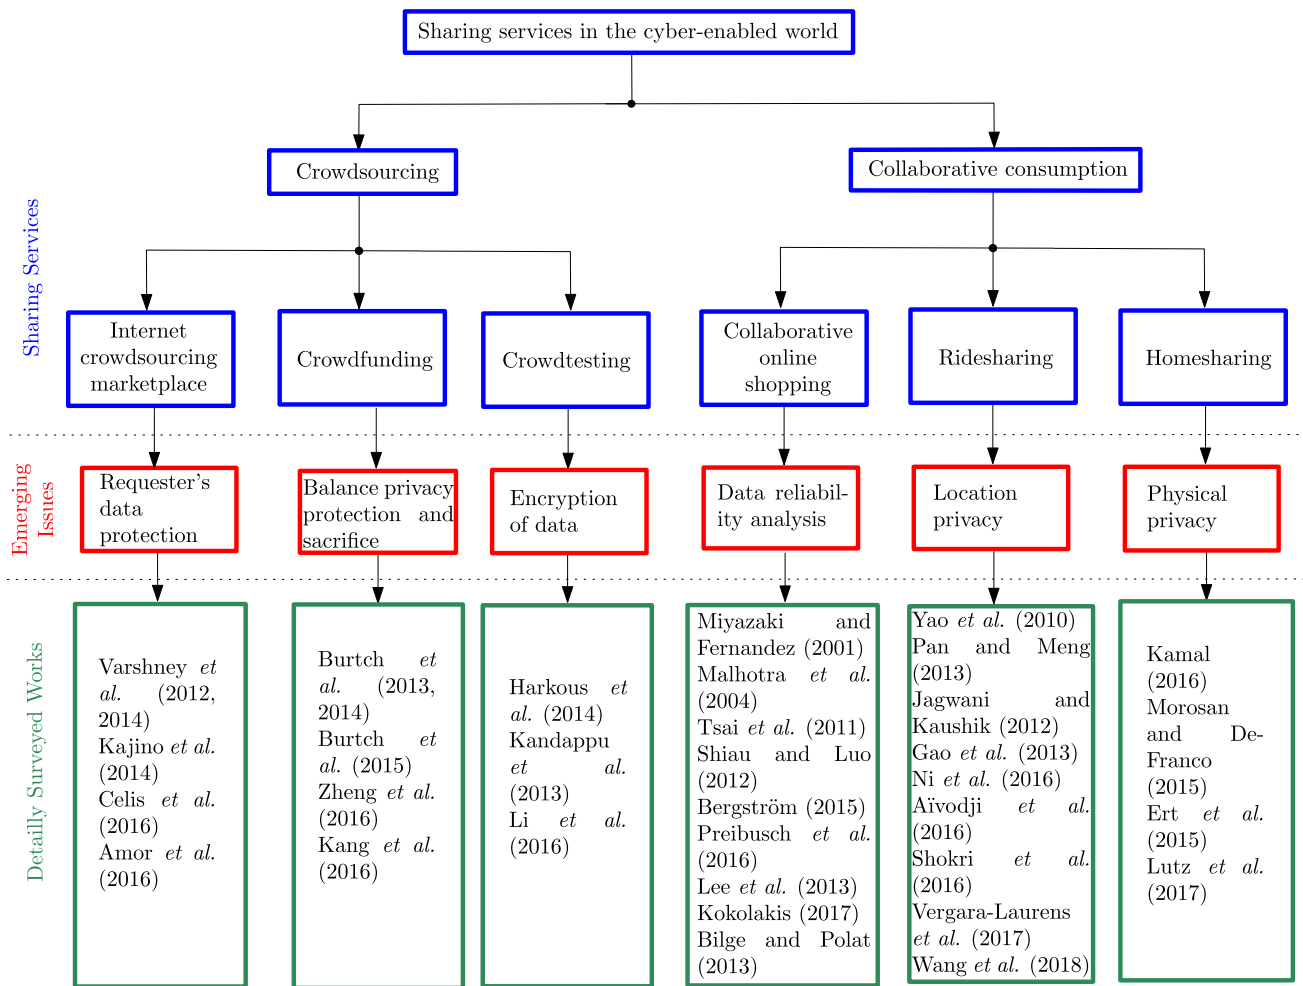 Sharing services in the cyber-enabled world
Crowdsourcing
Collaborative consumption
Sharing Services
Internet
crowdsourcing
marketplace
Crowdfunding
Crowdtesting
Collaborative
online
shopping
Ridesharing
Homesharing
Emerging
Issues
Requester's
data
protection
Balance privacy
protection and
sacrifice
Encryption
of data
Data reliabil-
ity analysis
Location
privacy
Physical
privacy
Detailly Surveyed Works
Varshney et
al. (2012,
2014)
Kajino et al.
(2014)
Celis et al.
(2016)
Amor et al.
(2016)
Burtch et
al. (2013,
2014)
Burtch et
al. (2015)
Zheng et al.
(2016)
Kang et al.
(2016)
Harkous et
al. (2014)
Kandappu
et al.
(2013)
Li et al.
(2016)
Miyazaki and
Fernandez (2001)
Malhotra et al.
(2004)
Tsai et al. (2011)
Shiau and Luo
(2012)
Bergström (2015)
Preibusch et al.
(2016)
Lee et al. (2013)
Kokolakis (2017)
Bilge and Polat
(2013)
Yao et al. (2010)
Pan and Meng
(2013)
Jagwani and
Kaushik (2012)
Gao et al. (2013)
Ni et al. (2016)
Aïvodji et al.
(2016)
Shokri et al.
(2016)
Vergara-Laurens
et al. (2017)
Wang et al. (2018)
Kamal
(2016)
Morosan
and De-
Franco
(2015)
Ert et al.
(2015)
Lutz et al.
(2017)